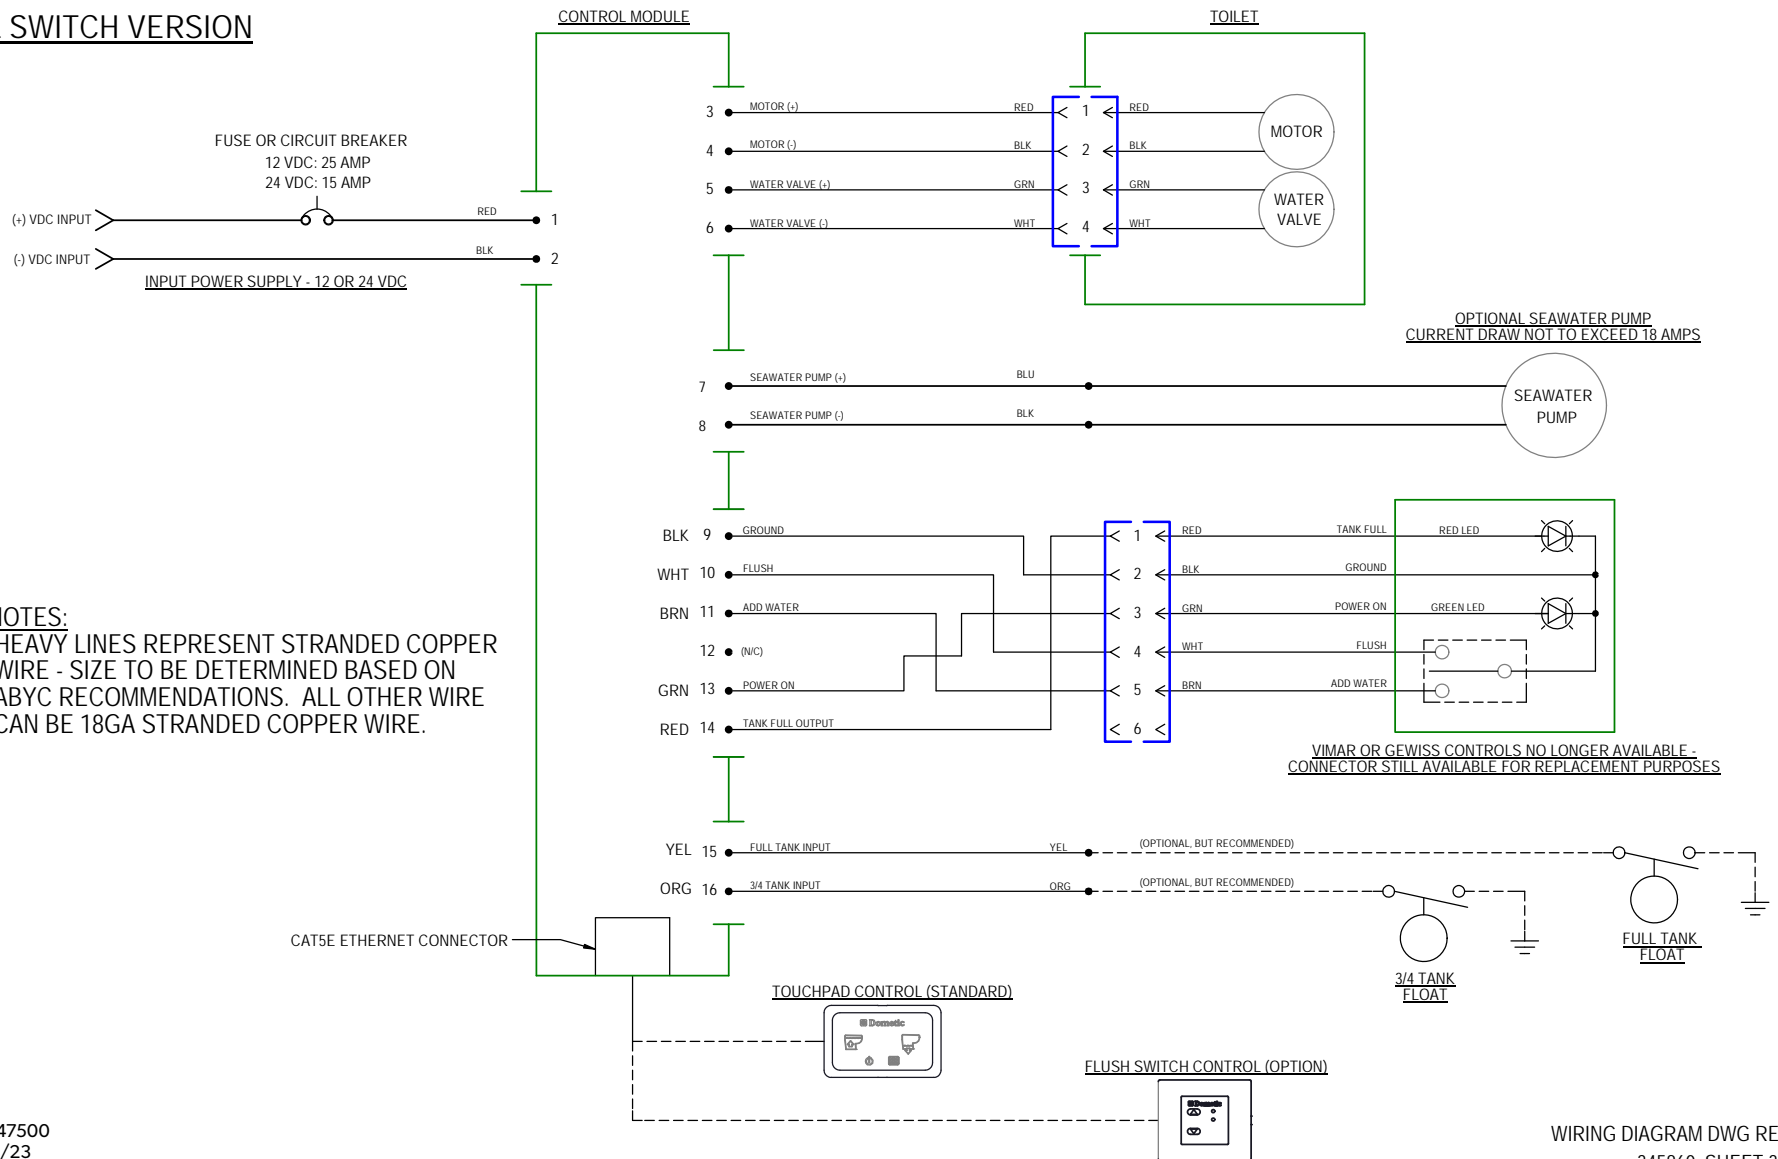 SWITCH VERSION
CONTROL MODULE
TOILET
FUSE OR CIRCUIT BREAKER
12 VDC: 25 AMP
24 VDC: 15 AMP
(+) VDC INPUT
RED
1
(-) VDC INPUT
BLK
2
INPUT POWER SUPPLY - 12 OR 24 VDC
3 MOTOR (+) RED 1 RED
4 MOTOR (-) BLK 2 BLK
MOTOR
5 WATER VALVE (+) GRN 3 GRN
6 WATER VALVE (-) WHT 4 WHT
WATER
VALVE
OPTIONAL SEAWATER PUMP
CURRENT DRAW NOT TO EXCEED 18 AMPS
7 SEAWATER PUMP (+) BLU
8 SEAWATER PUMP (-) BLK
SEAWATER
PUMP
BLK 9 GROUND
WHT 10 FLUSH
BRN 11 ADD WATER
12 (N/C)
GRN 13 POWER ON
RED 14 TANK FULL OUTPUT
1 RED TANK FULL RED LED
2 BLK GROUND
3 GRN POWER ON GREEN LED
4 WHT FLUSH
5 BRN ADD WATER
6
VIMAR OR GEWISS CONTROLS NO LONGER AVAILABLE -
CONNECTOR STILL AVAILABLE FOR REPLACEMENT PURPOSES
NOTES:
HEAVY LINES REPRESENT STRANDED COPPER
WIRE - SIZE TO BE DETERMINED BASED ON
ABYC RECOMMENDATIONS. ALL OTHER WIRE
CAN BE 18GA STRANDED COPPER WIRE.
YEL 15 FULL TANK INPUT YEL (OPTIONAL, BUT RECOMMENDED)
ORG 16 3/4 TANK INPUT ORG (OPTIONAL, BUT RECOMMENDED)
FULL TANK
FLOAT
3/4 TANK
FLOAT
CAT5E ETHERNET CONNECTOR
TOUCHPAD CONTROL (STANDARD)
Dometic
FLUSH SWITCH CONTROL (OPTION)
Dometic
47500
/23
WIRING DIAGRAM DWG RE